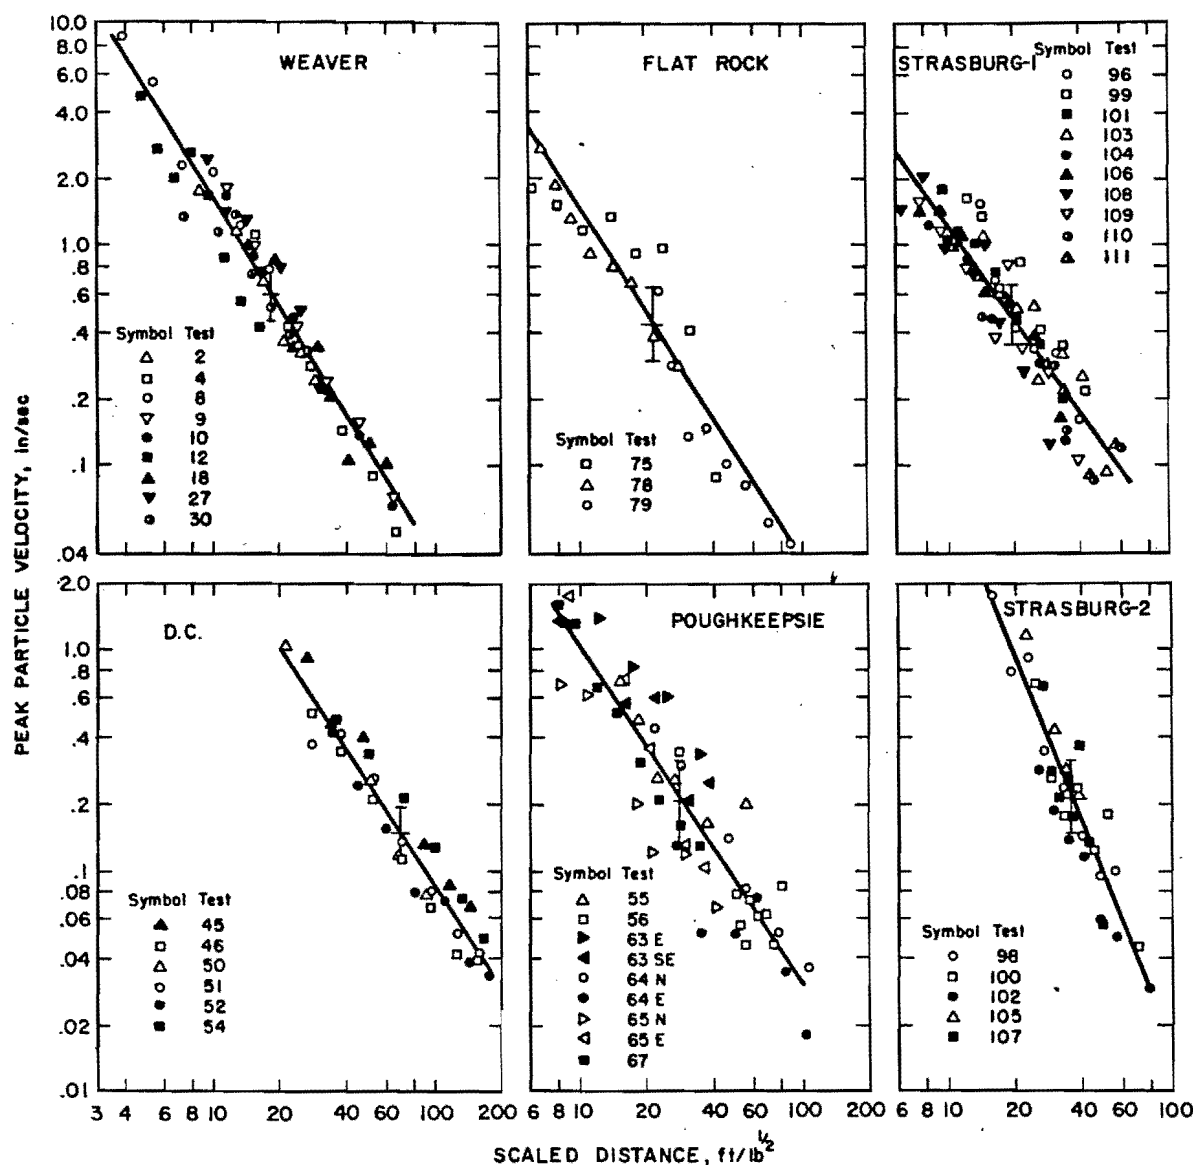 PEAK PARTICLE VELOCITY, in/sec
10.0
8.0
6.0
4.0
2.0
1.0
.8
.6
.4
.2
.1
.04
WEAVER
Symbol Test
2
4
8
9
10
12
18
27
30
FLAT ROCK
Symbol Test
75
78
79
STRASBURG-1
Symbol Test
96
99
101
103
104
106
108
109
110
111
2.0
1.0
.8
.6
.4
.2
.1
.08
.06
.04
.02
.01
D.C.
Symbol Test
45
46
50
51
52
54
3 4 6 8 10 20 40 60 100 200
POUGHKEEPSIE
Symbol Test
55
56
63 E
63 SE
64 N
64 E
65 N
65 E
67
6 8 10 20 40 60 100 200
STRASBURG-2
Symbol Test
98
100
102
105
107
6 8 10 20 40 60 100
SCALED DISTANCE, ft/lb1/2